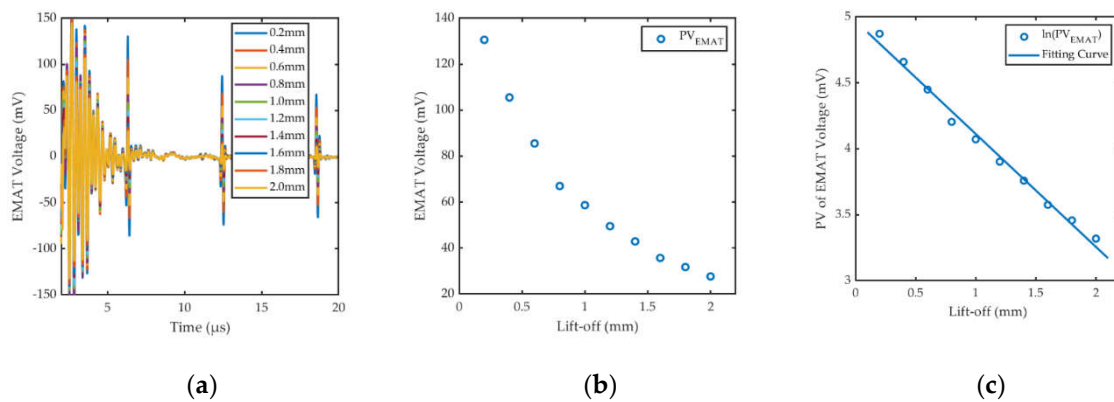 150
100
50
0
-50
-100
-150
5
10
15
20
EMAT Voltage (mV)
Time (µs)
0.2mm
0.4mm
0.6mm
0.8mm
1.0mm
1.2mm
1.4mm
1.6mm
1.8mm
2.0mm
(a)
140
120
100
80
60
40
20
0
0.5
1
1.5
2
EMAT Voltage (mV)
Lift-off (mm)
PV_EMAT
(b)
5
4.5
4
3.5
3
0
0.5
1
1.5
2
PV of EMAT Voltage (mV)
Lift-off (mm)
ln(PV_EMAT)
Fitting Curve
(c)